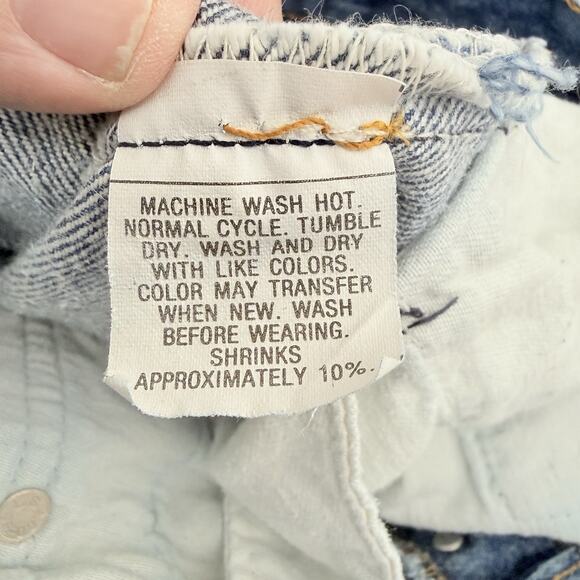 MACHINE WASH HOT.
NORMAL CYCLE. TUMBLE
DRY. WASH AND DRY
WITH LIKE COLORS.
COLOR MAY TRANSFER
WHEN NEW. WASH
BEFORE WEARING.
SHRINKS
APPROXIMATELY 10%.